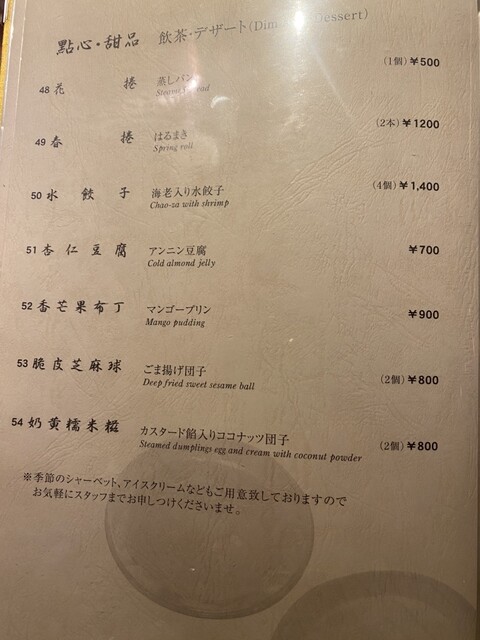 點心・甜品 飲茶・デザート(Dim Dessert)
48 花捲 蒸しパン (1個)¥500
Steamed bread
49 春捲 はるまき (2本)¥1200
Spring roll
50 水餃子 海老入り水餃子 (4個)¥1,400
Chao-za with shrimp
51 杏仁豆腐 アンニン豆腐 ¥700
Cold almond jelly
52 香芒果布丁 マンゴープリン ¥900
Mango pudding
53 脆皮芝麻球 ごま揚げ団子 (2個)¥800
Deep fried sweet sesame ball
54 奶黄糯米糍 カスタード餡入りココナッツ団子 (2個)¥800
Steamed dumplings egg and cream with coconut powder
※季節のシャーベット、アイスクリームなどもご用意致しておりますので
お気軽にスタッフまでお申しつけくださいませ。